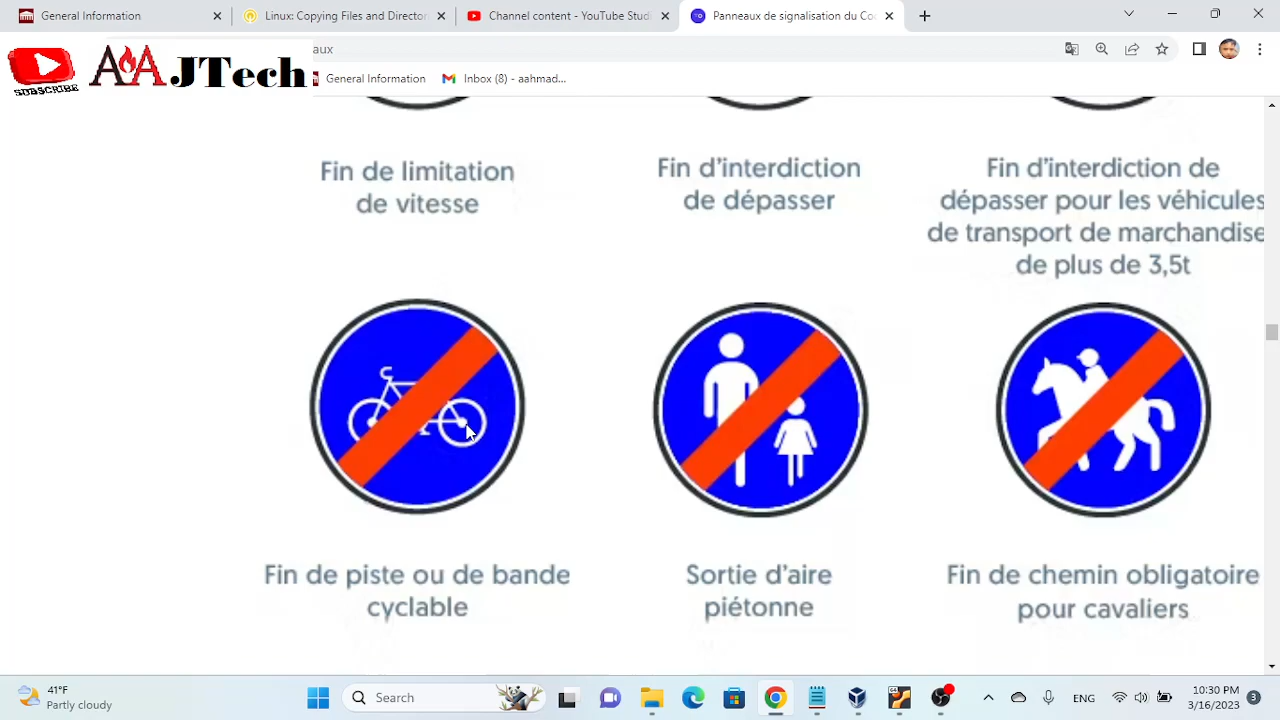 General Information
Linux Copying Files and Director
Channel content - YouTube Studi
Panneaux de signalisation du Co
SUBSCRIBE
AAAJTech
aux
General Information
Inbox (8) - aahmad...
Fin de limitation
de vitesse
Fin d'interdiction
de dépasser
Fin d'interdiction de
dépasser pour les véhicules
de transport de marchandise
de plus de 3,5t
Fin de piste ou de bande
cyclable
Sortie d'aire
piétonne
Fin de chemin obligatoire
pour cavaliers
41°F
Partly cloudy
Search
ENG
10:30 PM
3/16/2023
3